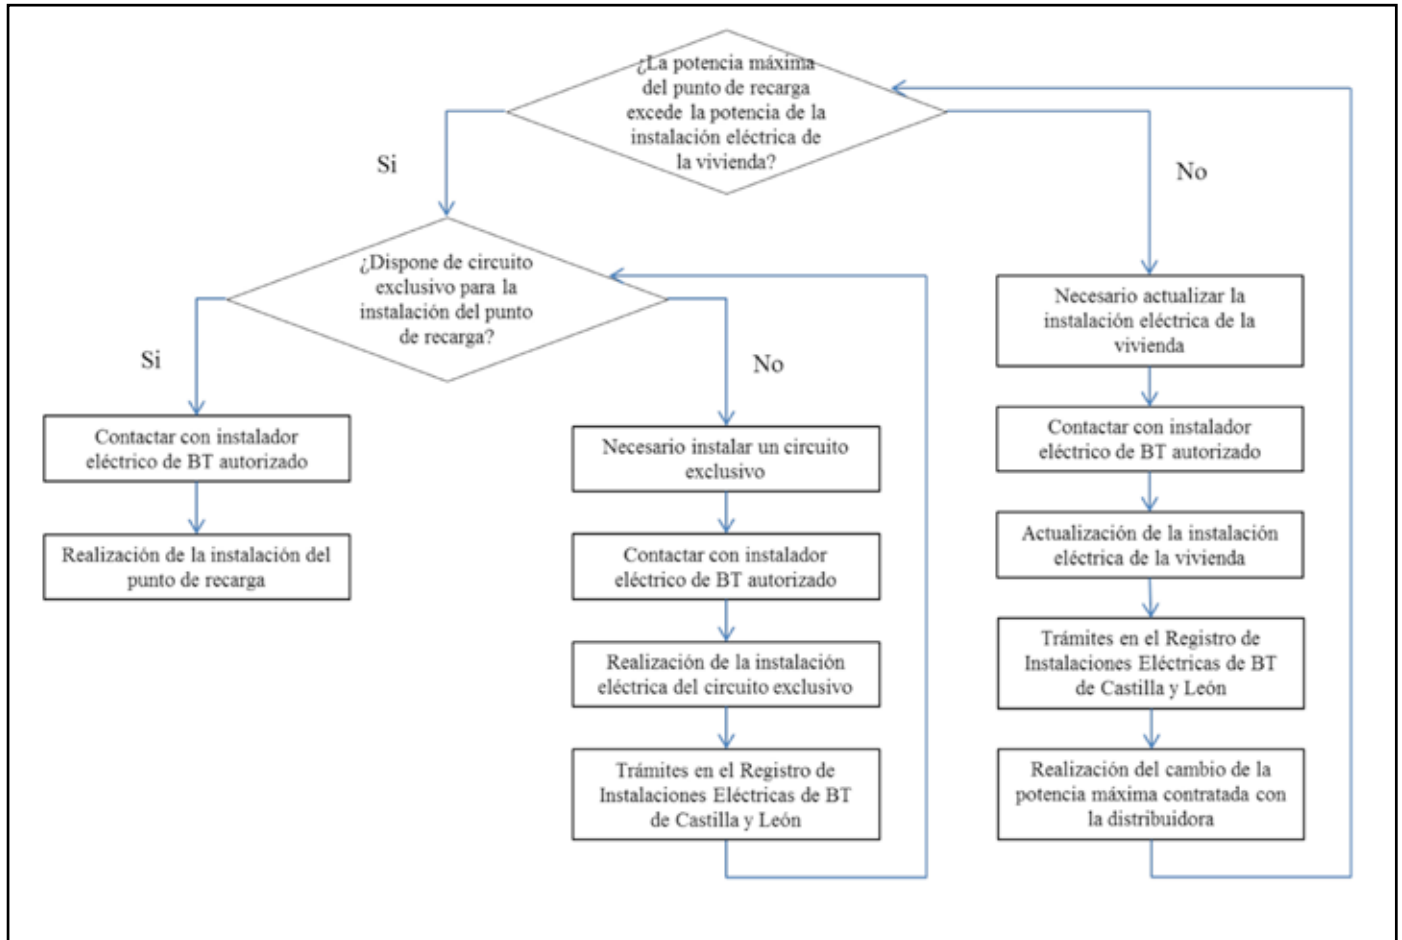 ¿La potencia máxima
del punto de recarga
excede la potencia de la
instalación eléctrica de
la vivienda?
Si
No
¿Dispone de circuito
exclusivo para la
instalación del punto
de recarga?
Si
No
Contactar con instalador
eléctrico de BT autorizado
Realización de la instalación del
punto de recarga
Necesario instalar un circuito
exclusivo
Contactar con instalador
eléctrico de BT autorizado
Realización de la instalación
eléctrica del circuito exclusivo
Trámites en el Registro de
Instalaciones Eléctricas de BT
de Castilla y León
Necesario actualizar la
instalación eléctrica de la
vivienda
Contactar con instalador
eléctrico de BT autorizado
Actualización de la instalación
eléctrica de la vivienda
Trámites en el Registro de
Instalaciones Eléctricas de BT
de Castilla y León
Realización del cambio de la
potencia máxima contratada con
la distribuidora